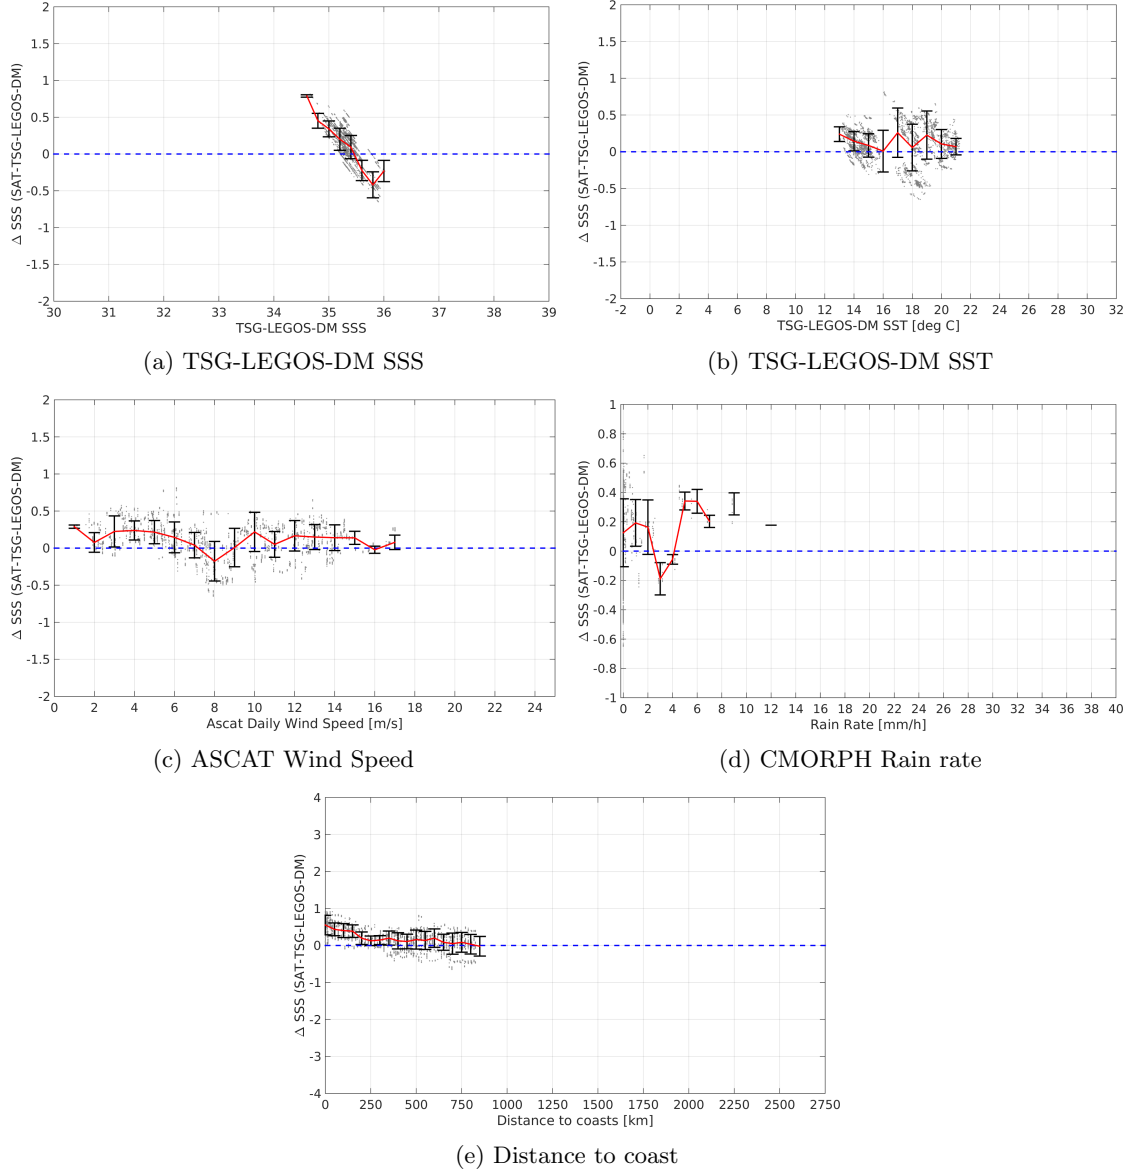 2
1.5
1
0.5
0
-0.5
-1
-1.5
-2
Δ SSS (SAT-TSG-LEGOS-DM)
30 31 32 33 34 35 36 37 38 39
TSG-LEGOS-DM SSS
(a) TSG-LEGOS-DM SSS
2
1.5
1
0.5
0
-0.5
-1
-1.5
-2
Δ SSS (SAT-TSG-LEGOS-DM)
-2 0 2 4 6 8 10 12 14 16 18 20 22 24 26 28 30 32
TSG-LEGOS-DM SST [deg C]
(b) TSG-LEGOS-DM SST
2
1.5
1
0.5
0
-0.5
-1
-1.5
-2
Δ SSS (SAT-TSG-LEGOS-DM)
0 2 4 6 8 10 12 14 16 18 20 22 24
Ascat Daily Wind Speed [m/s]
(c) ASCAT Wind Speed
1
0.8
0.6
0.4
0.2
0
-0.2
-0.4
-0.6
-0.8
-1
Δ SSS (SAT-TSG-LEGOS-DM)
0 2 4 6 8 10 12 14 16 18 20 22 24 26 28 30 32 34 36 38 40
Rain Rate [mm/h]
(d) CMORPH Rain rate
4
3
2
1
0
-1
-2
-3
-4
Δ SSS (SAT-TSG-LEGOS-DM)
0 250 500 750 1000 1250 1500 1750 2000 2250 2500 2750
Distance to coasts [km]
(e) Distance to coast